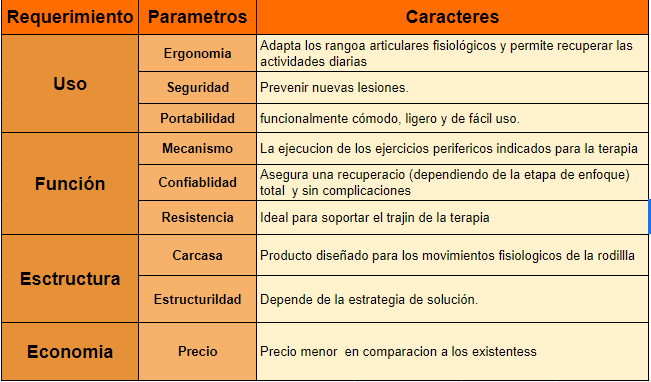 Requerimiento Parametros Caracteres
Uso
Ergonomia
Adapta los rangoa articulares fisiológicos y permite recuperar las
actividades diarias
Seguridad
Prevenir nuevas lesiones.
Portabilidad
funcionalmente cómodo, ligero y de fácil uso.
Función
Mecanismo
La ejecucion de los ejercicios perifericos indicados para la terapia
Confiablidad
Asegura una recuperacio (dependiendo de la etapa de enfoque)
total y sin complicaciones
Resistencia
Ideal para soportar el trajin de la terapia
Esctructura
Carcasa
Producto diseñado para los movimientos fisiologicos de la rodillla
Estructurildad
Depende de la estrategia de solución.
Economia
Precio
Precio menor en comparacion a los existentess